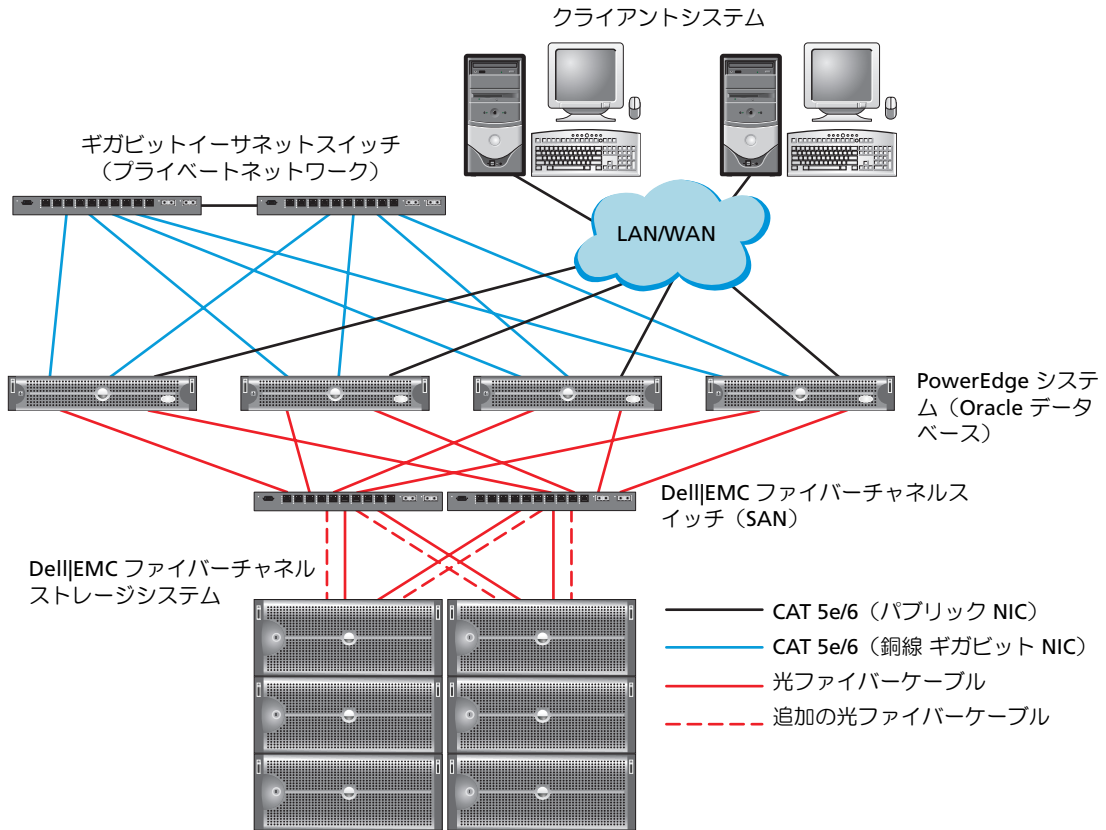 クライアントシステム
ギガビットイーサネットスイッチ
（プライベートネットワーク）
LAN/WAN
PowerEdge システ
ム（Oracle データ
ベース）
Dell|EMC ファイバーチャネルス
イッチ（SAN）
Dell|EMC ファイバーチャネル
ストレージシステム
CAT 5e/6（パブリック NIC）
CAT 5e/6（銅線 ギガビット NIC）
光ファイバーケーブル
追加の光ファイバーケーブル